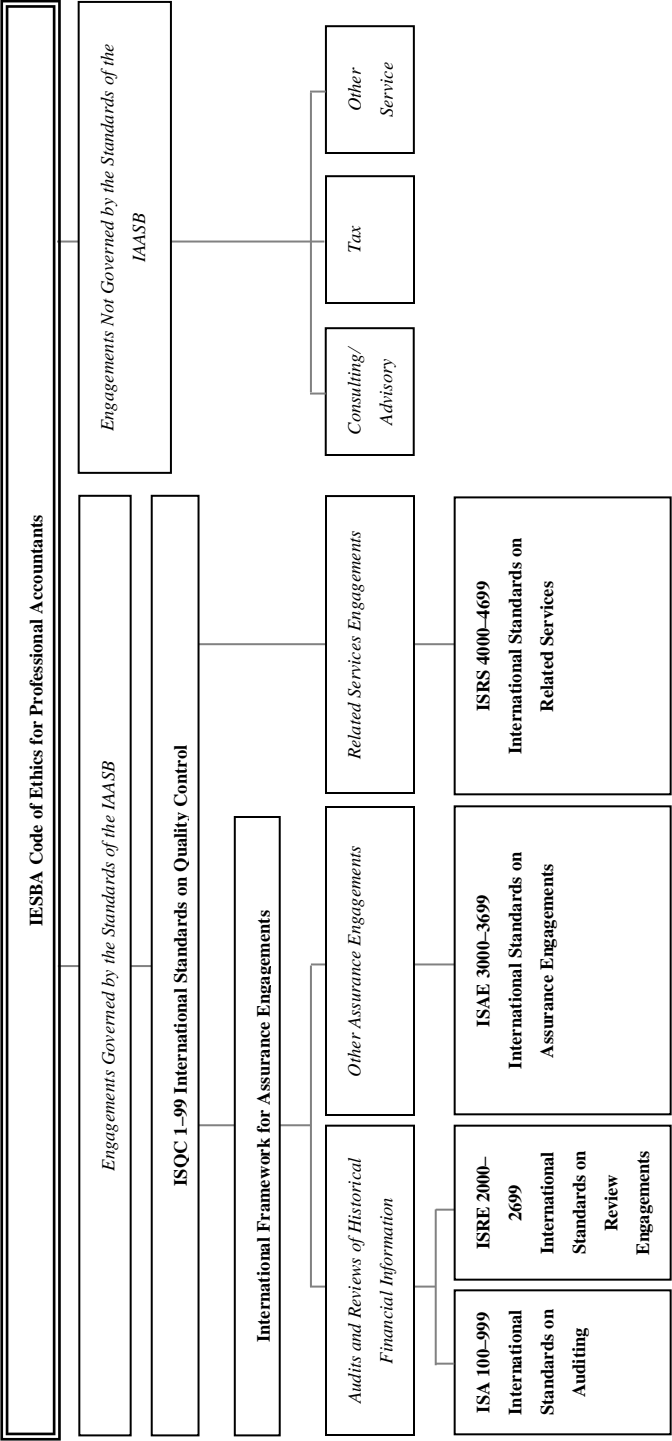 IESBA Code of Ethics for Professional Accountants
Engagements Governed by the Standards of the IAASB
Engagements Not Governed by the Standards of the
IAASB
ISQC 1–99 International Standards on Quality Control
International Framework for Assurance Engagements
Audits and Reviews of Historical
Financial Information
Other Assurance Engagements
Related Services Engagements
Consulting/
Advisory
Tax
Other
Service
ISA 100–999
International
Standards on
Auditing
ISRE 2000–
2699
International
Standards on
Review
Engagements
ISAE 3000–3699
International Standards on
Assurance Engagements
ISRS 4000–4699
International Standards on
Related Services